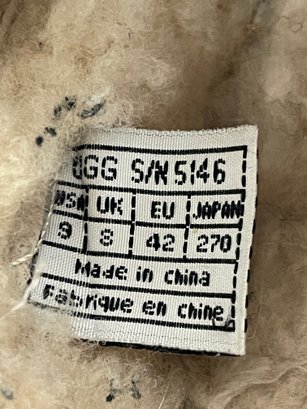 UGG S/N 5146
USA UK EU JAPAN
9 8 42 270
Made in China
Fabrique en Chine